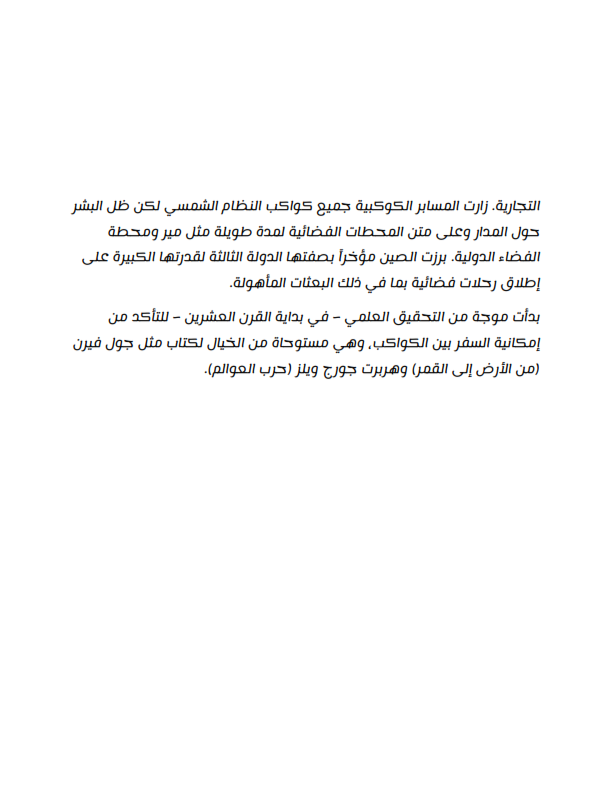 التجارية. زارت المسابر الكوكبية جميع كواكب النظام الشمسي لكن ظل البشر
حول المدار وعلى متن المحطات الفضائية لمدة طويلة مثل مير ومحطة
الفضاء الدولية. برزت الصين مؤخراً بصفتها الدولة الثالثة لقدرتها الكبيرة على
إطلاق رحلات فضائية بما في ذلك البعثات المأهولة.
بدأت موجة من التحقيق العلمي – في بداية القرن العشرين – للتأكد من
إمكانية السفر بين الكواكب، وهي مستوحاة من الخيال لكتاب مثل جول فيرن
(من الأرض إلى القمر) وهربرت جورج ويلز (حرب العوالم).